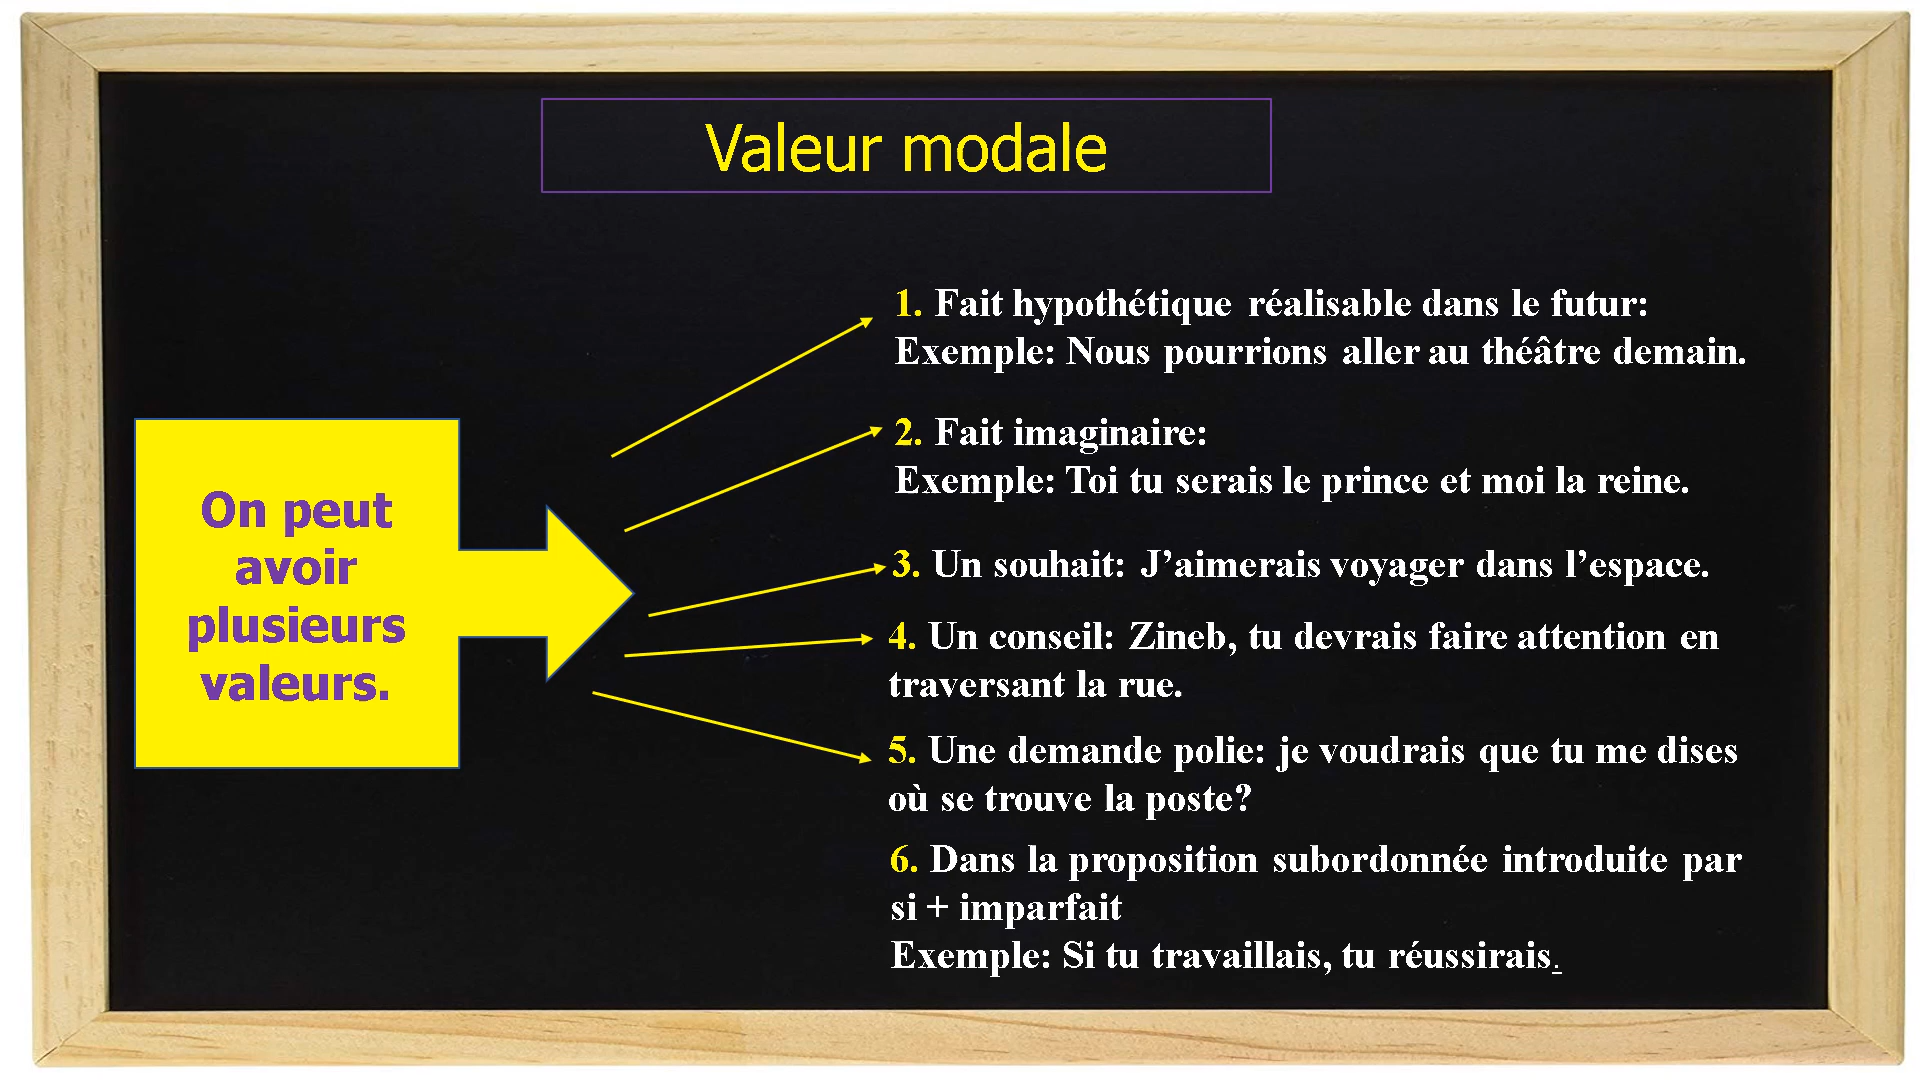 Valeur modale
On peut
avoir
plusieurs
valeurs.
1. Fait hypothétique réalisable dans le futur:
Exemple: Nous pourrions aller au théâtre demain.
2. Fait imaginaire:
Exemple: Toi tu serais le prince et moi la reine.
3. Un souhait: J’aimerais voyager dans l’espace.
4. Un conseil: Zineb, tu devrais faire attention en
traversant la rue.
5. Une demande polie: je voudrais que tu me dises
où se trouve la poste?
6. Dans la proposition subordonnée introduite par
si + imparfait
Exemple: Si tu travaillais, tu réussirais.